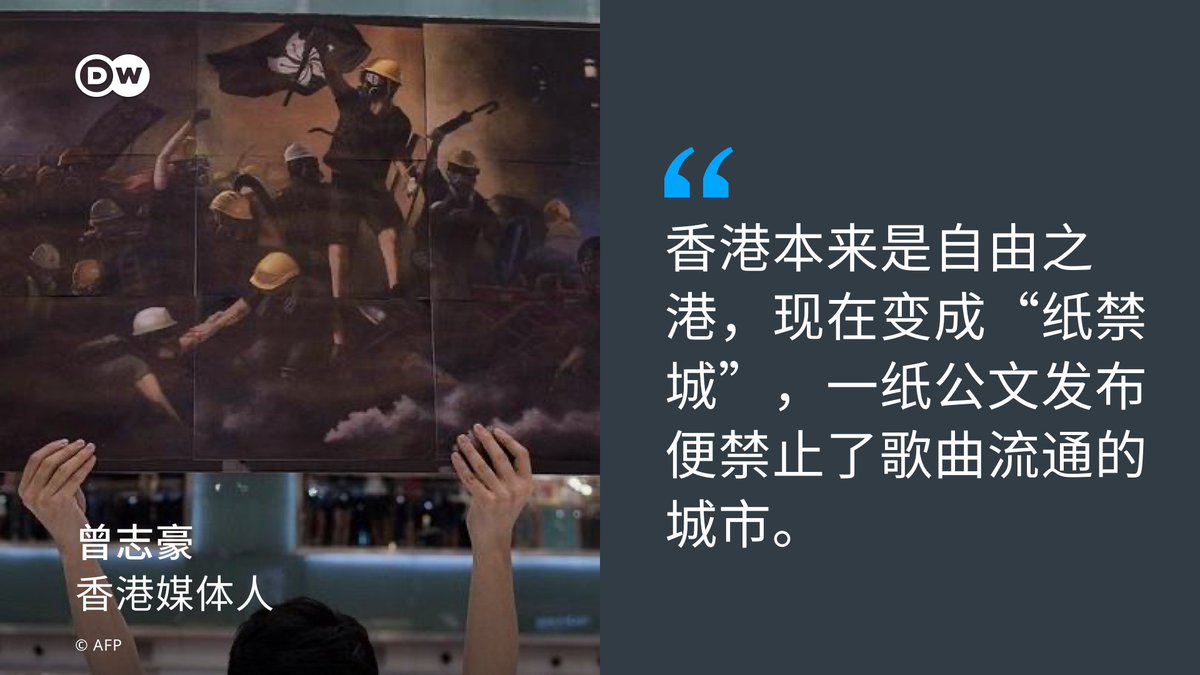 DW
曾志豪
香港媒体人
© AFP
香港本来是自由之
港，现在变成“纸禁
城”，一纸公文发布
便禁止了歌曲流通的
城市。